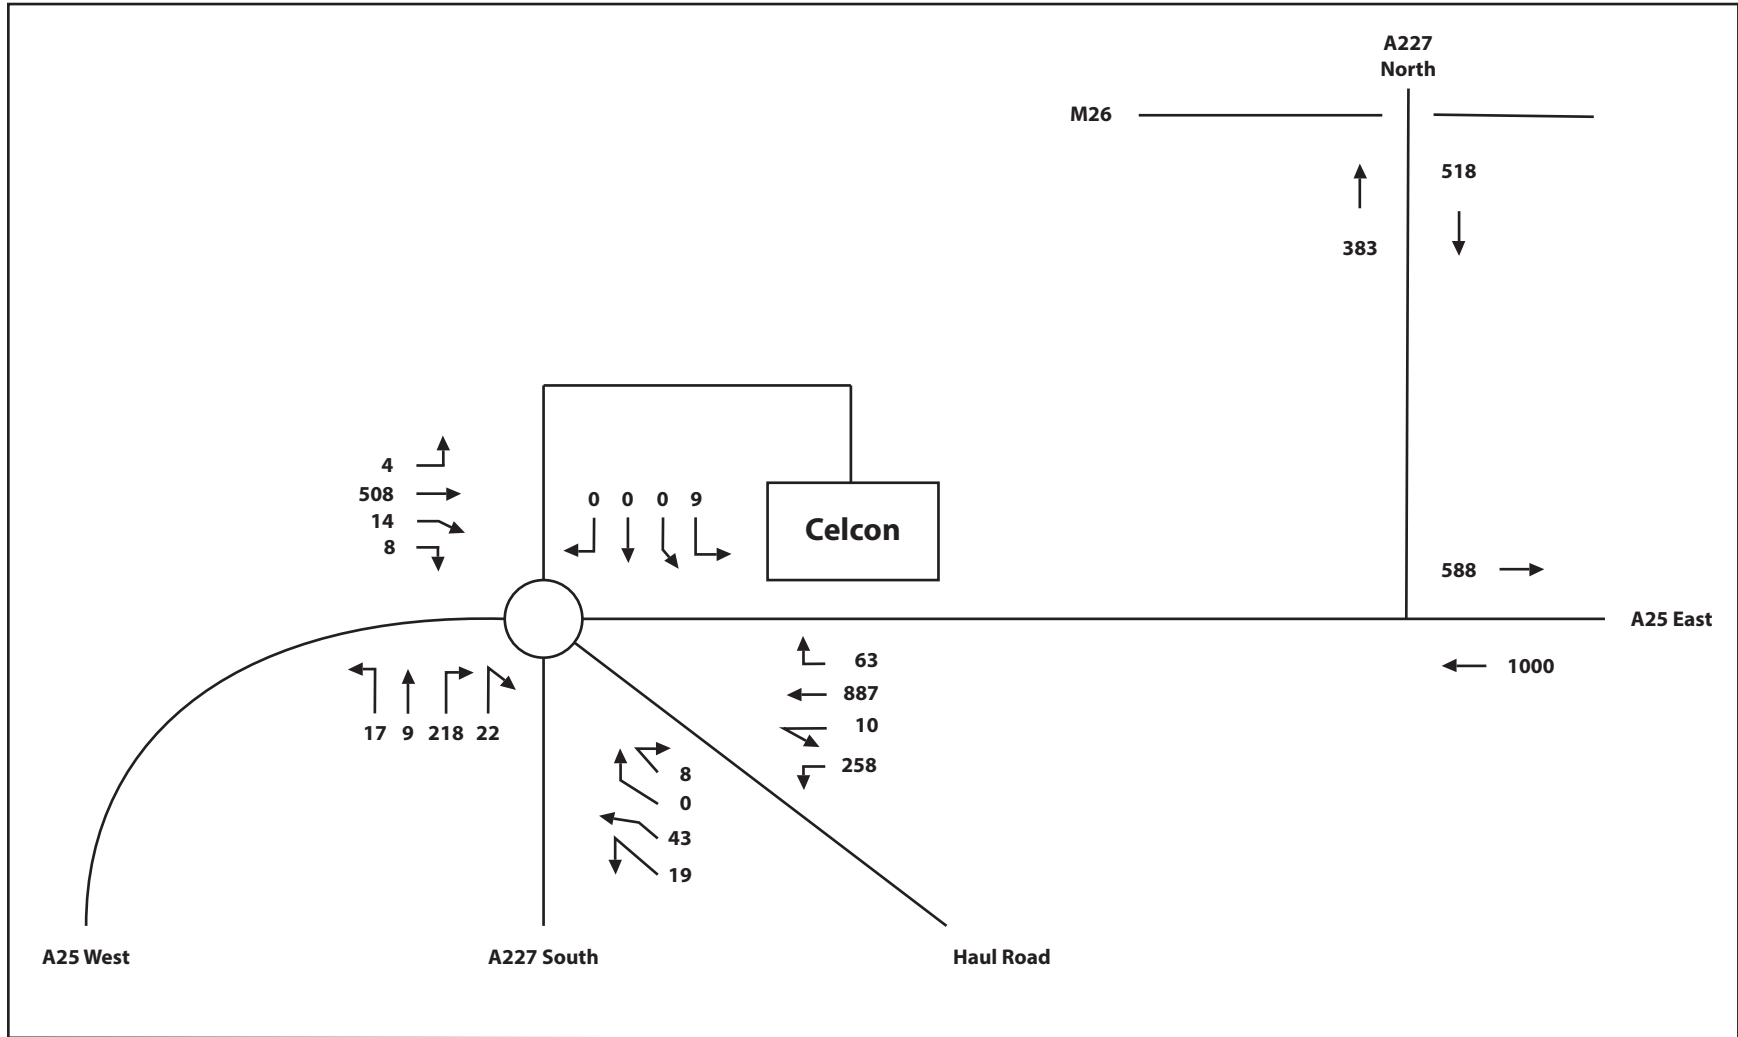 A227
North
M26
518
383
4
508
14
8
0 0 0 9
Celcon
588
A25 East
1000
63
887
10
258
17 9 218 22
8
0
43
19
A25 West
A227 South
Haul Road